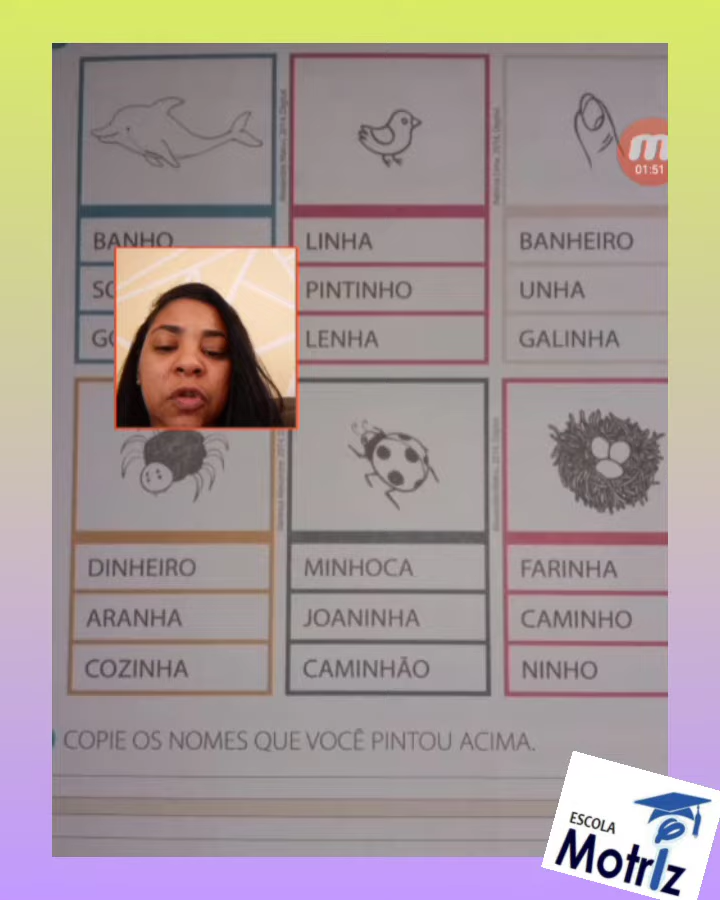 01:51
BANHO
LINHA
BANHEIRO
PINTINHO
UNHA
LENHA
GALINHA
DINHEIRO
MINHOCA
FARINHA
ARANHA
JOANINHA
CAMINHO
COZINHA
CAMINHÃO
NINHO
COPIE OS NOMES QUE VOCÊ PINTOU ACIMA.
ESCOLA
MotrIz